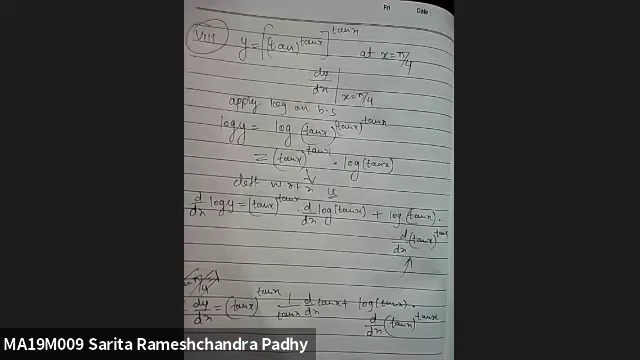 Fri Date :
VIII y = [(tan)^tanx]^tanx at x = π/4
dy/dx | x=π/4
apply log on b.s
log y = log (tanx)^(tanx)^tanx
= (tanx)^tanx · log(tanx)
diff w.r.t x
d/dx log y = (tanx)^tanx · d/dx log(tanx) + log(tanx).
d/dx (tanx)^tanx
π/4
dy/dx = (tanx)^tanx 1/tanx d/dx tanx + log(tanx).
d/dx (tanx)^tanx
MA19M009 Sarita Rameshchandra Padhy